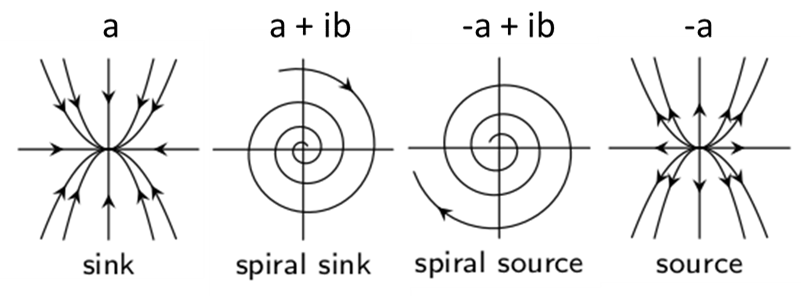 a
a + ib
-a + ib
-a
sink
spiral sink
spiral source
source